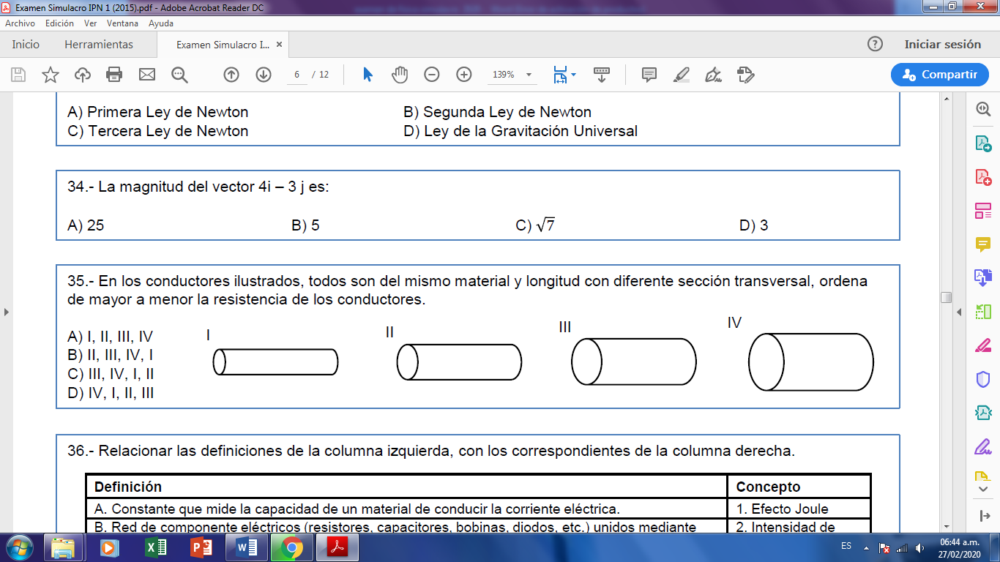 Examen Simulacro IPN 1 (2015).pdf - Adobe Acrobat Reader DC
Archivo Edición Ver Ventana Ayuda
Inicio Herramientas Examen Simulacro I... × Iniciar sesión
6 / 12 139% Compartir
A) Primera Ley de Newton B) Segunda Ley de Newton
C) Tercera Ley de Newton D) Ley de la Gravitación Universal
34.- La magnitud del vector 4i – 3 j es:
A) 25 B) 5 C) √7 D) 3
35.- En los conductores ilustrados, todos son del mismo material y longitud con diferente sección transversal, ordena
de mayor a menor la resistencia de los conductores.
I II III IV
A) I, II, III, IV
B) II, III, IV, I
C) III, IV, I, II
D) IV, I, II, III
36.- Relacionar las definiciones de la columna izquierda, con los correspondientes de la columna derecha.
Definición Concepto
A. Constante que mide la capacidad de un material de conducir la corriente eléctrica. 1. Efecto Joule
B. Red de componente eléctricos (resistores, capacitores, bobinas, diodos, etc.) unidos mediante 2. Intensidad de
ES 06:44 a.m.
27/02/2020